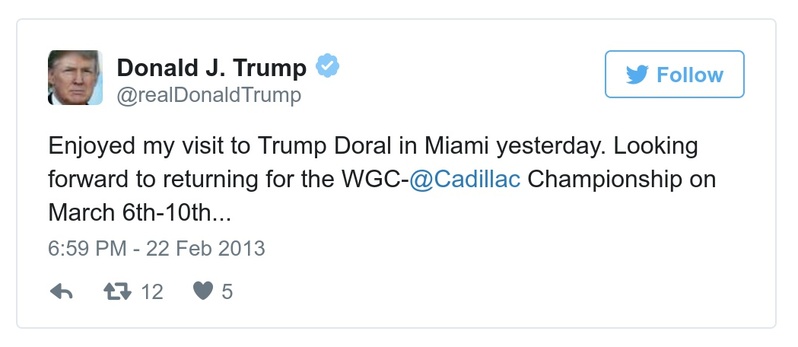 Donald J. Trump
@realDonaldTrump
Follow
Enjoyed my visit to Trump Doral in Miami yesterday. Looking
forward to returning for the WGC-@Cadillac Championship on
March 6th-10th...
6:59 PM - 22 Feb 2013
12 5